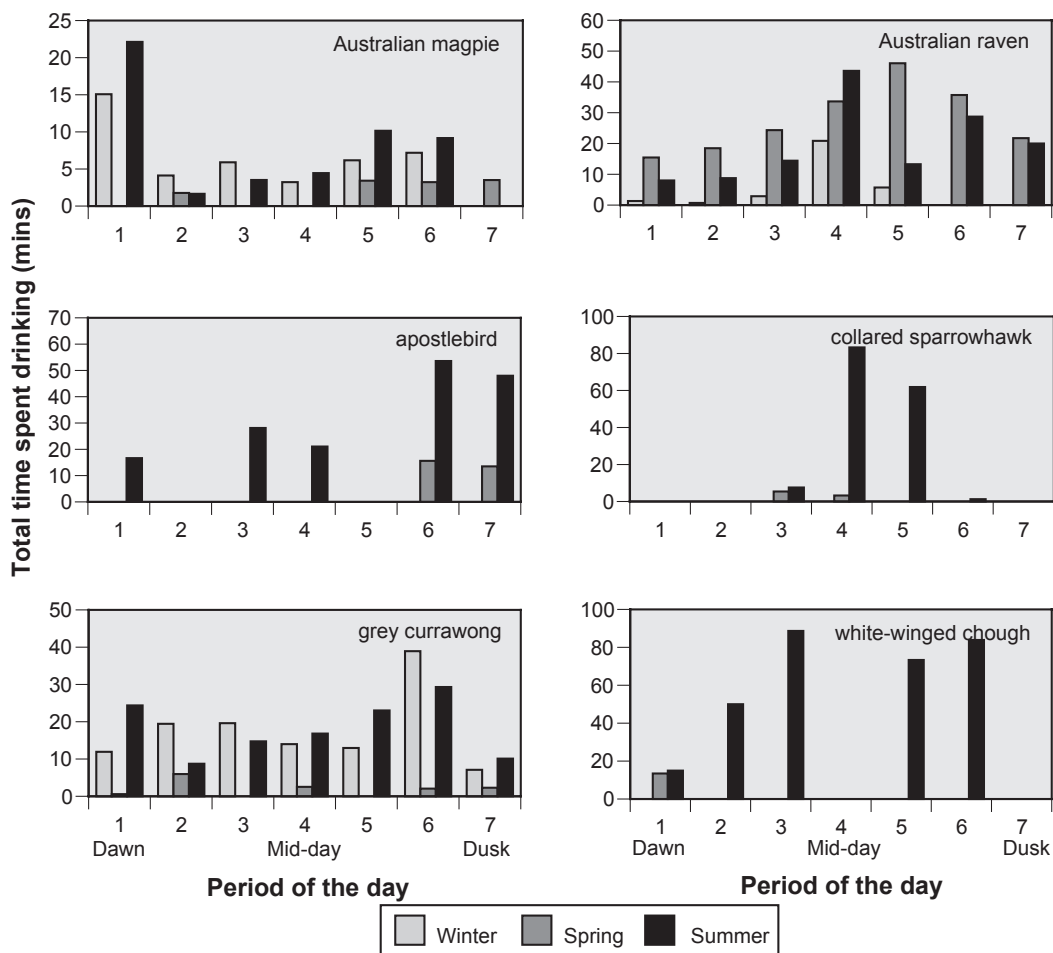 Total time spent drinking (mins)
25
20
15
10
5
0
Australian magpie
1 2 3 4 5 6 7
60
50
40
30
20
10
0
Australian raven
1 2 3 4 5 6 7
70
60
50
40
30
20
10
0
apostlebird
1 2 3 4 5 6 7
100
80
60
40
20
0
collared sparrowhawk
1 2 3 4 5 6 7
50
40
30
20
10
0
grey currawong
1 2 3 4 5 6 7
Dawn Mid-day Dusk
Period of the day
100
80
60
40
20
0
white-winged chough
1 2 3 4 5 6 7
Dawn Mid-day Dusk
Period of the day
Winter Spring Summer